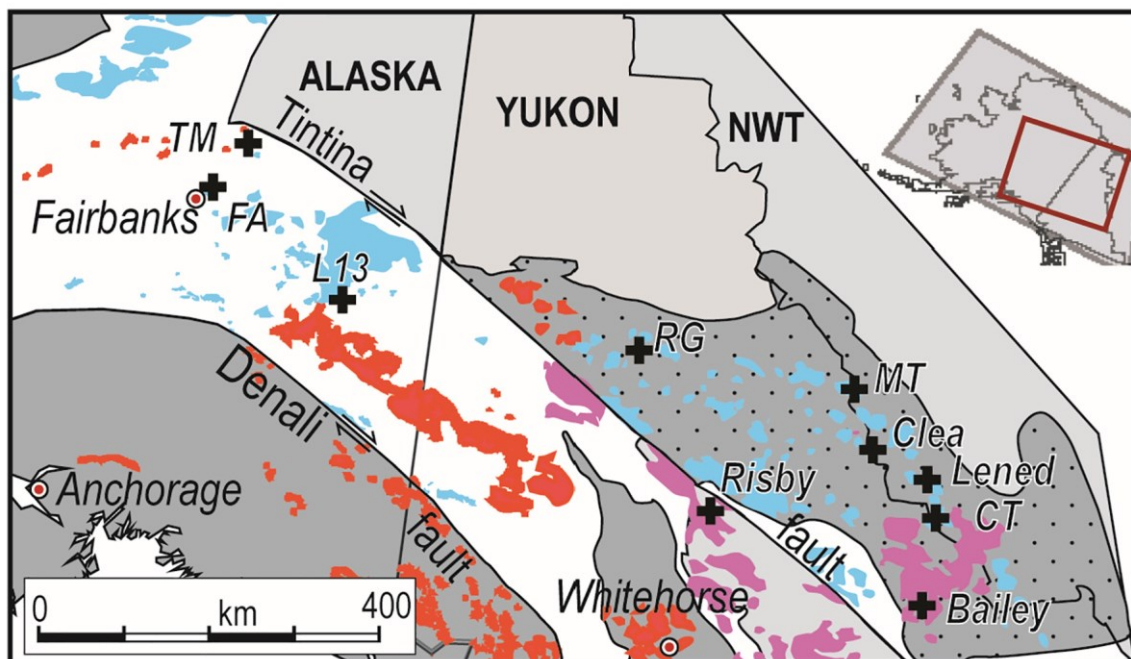 ALASKA
YUKON
NWT
TM
Tintina
Fairbanks
FA
L13
RG
MT
Clea
Denali
Lened
Risby
CT
Anchorage
fault
fault
Whitehorse
Bailey
0 km 400